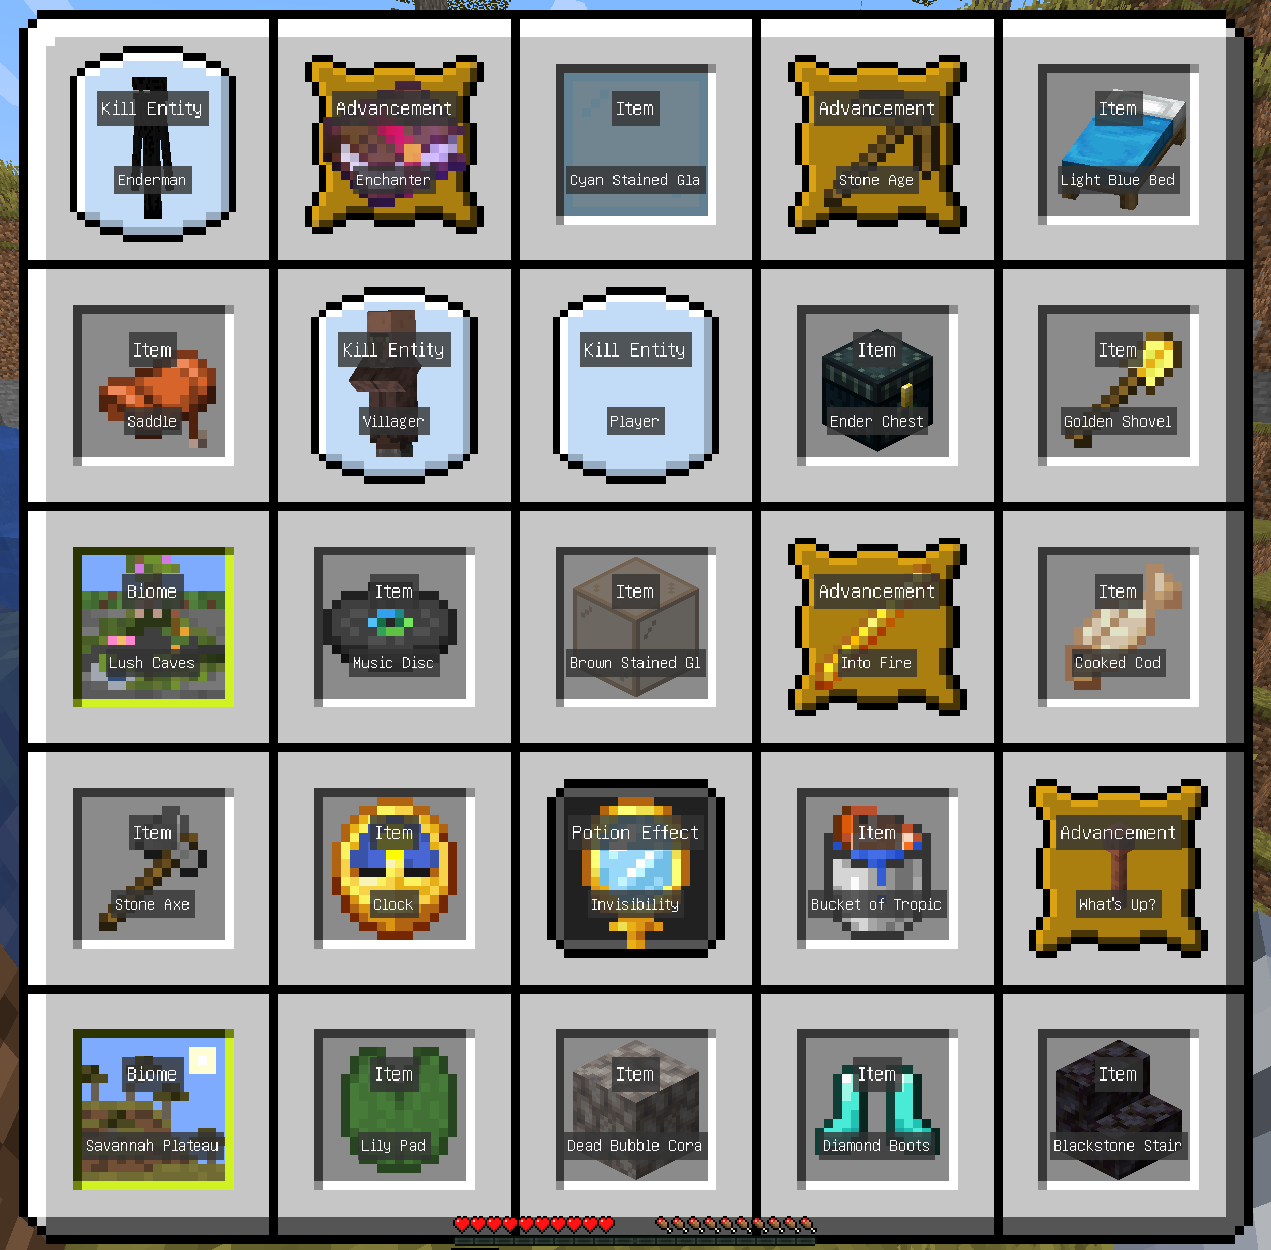 Kill Entity
Enderman
Advancement
Enchanter
Item
Cyan Stained Gla
Advancement
Stone Age
Item
Light Blue Bed
Item
Saddle
Kill Entity
Villager
Kill Entity
Player
Item
Ender Chest
Item
Golden Shovel
Biome
Lush Caves
Item
Music Disc
Item
Brown Stained Gl
Advancement
Into Fire
Item
Cooked Cod
Item
Stone Axe
Item
Clock
Potion Effect
Invisibility
Item
Bucket of Tropic
Advancement
What's Up?
Biome
Savannah Plateau
Item
Lily Pad
Item
Dead Bubble Cora
Item
Diamond Boots
Item
Blackstone Stair